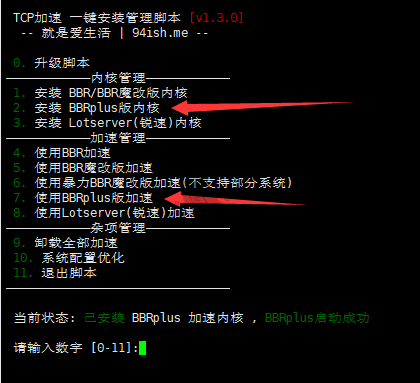 TCP加速 一键安装管理脚本 [v1.3.0]
-- 就是爱生活 | 94ish.me --
0. 升级脚本
内核管理
1. 安装 BBR/BBR魔改版内核
2. 安装 BBRplus版内核
3. 安装 Lotserver(锐速)内核
加速管理
4. 使用BBR加速
5. 使用BBR魔改版加速
6. 使用暴力BBR魔改版加速(不支持部分系统)
7. 使用BBRplus版加速
8. 使用Lotserver(锐速)加速
杂项管理
9. 卸载全部加速
10. 系统配置优化
11. 退出脚本
当前状态: 已安装 BBRplus 加速内核 , BBRplus启动成功
请输入数字 [0-11]: